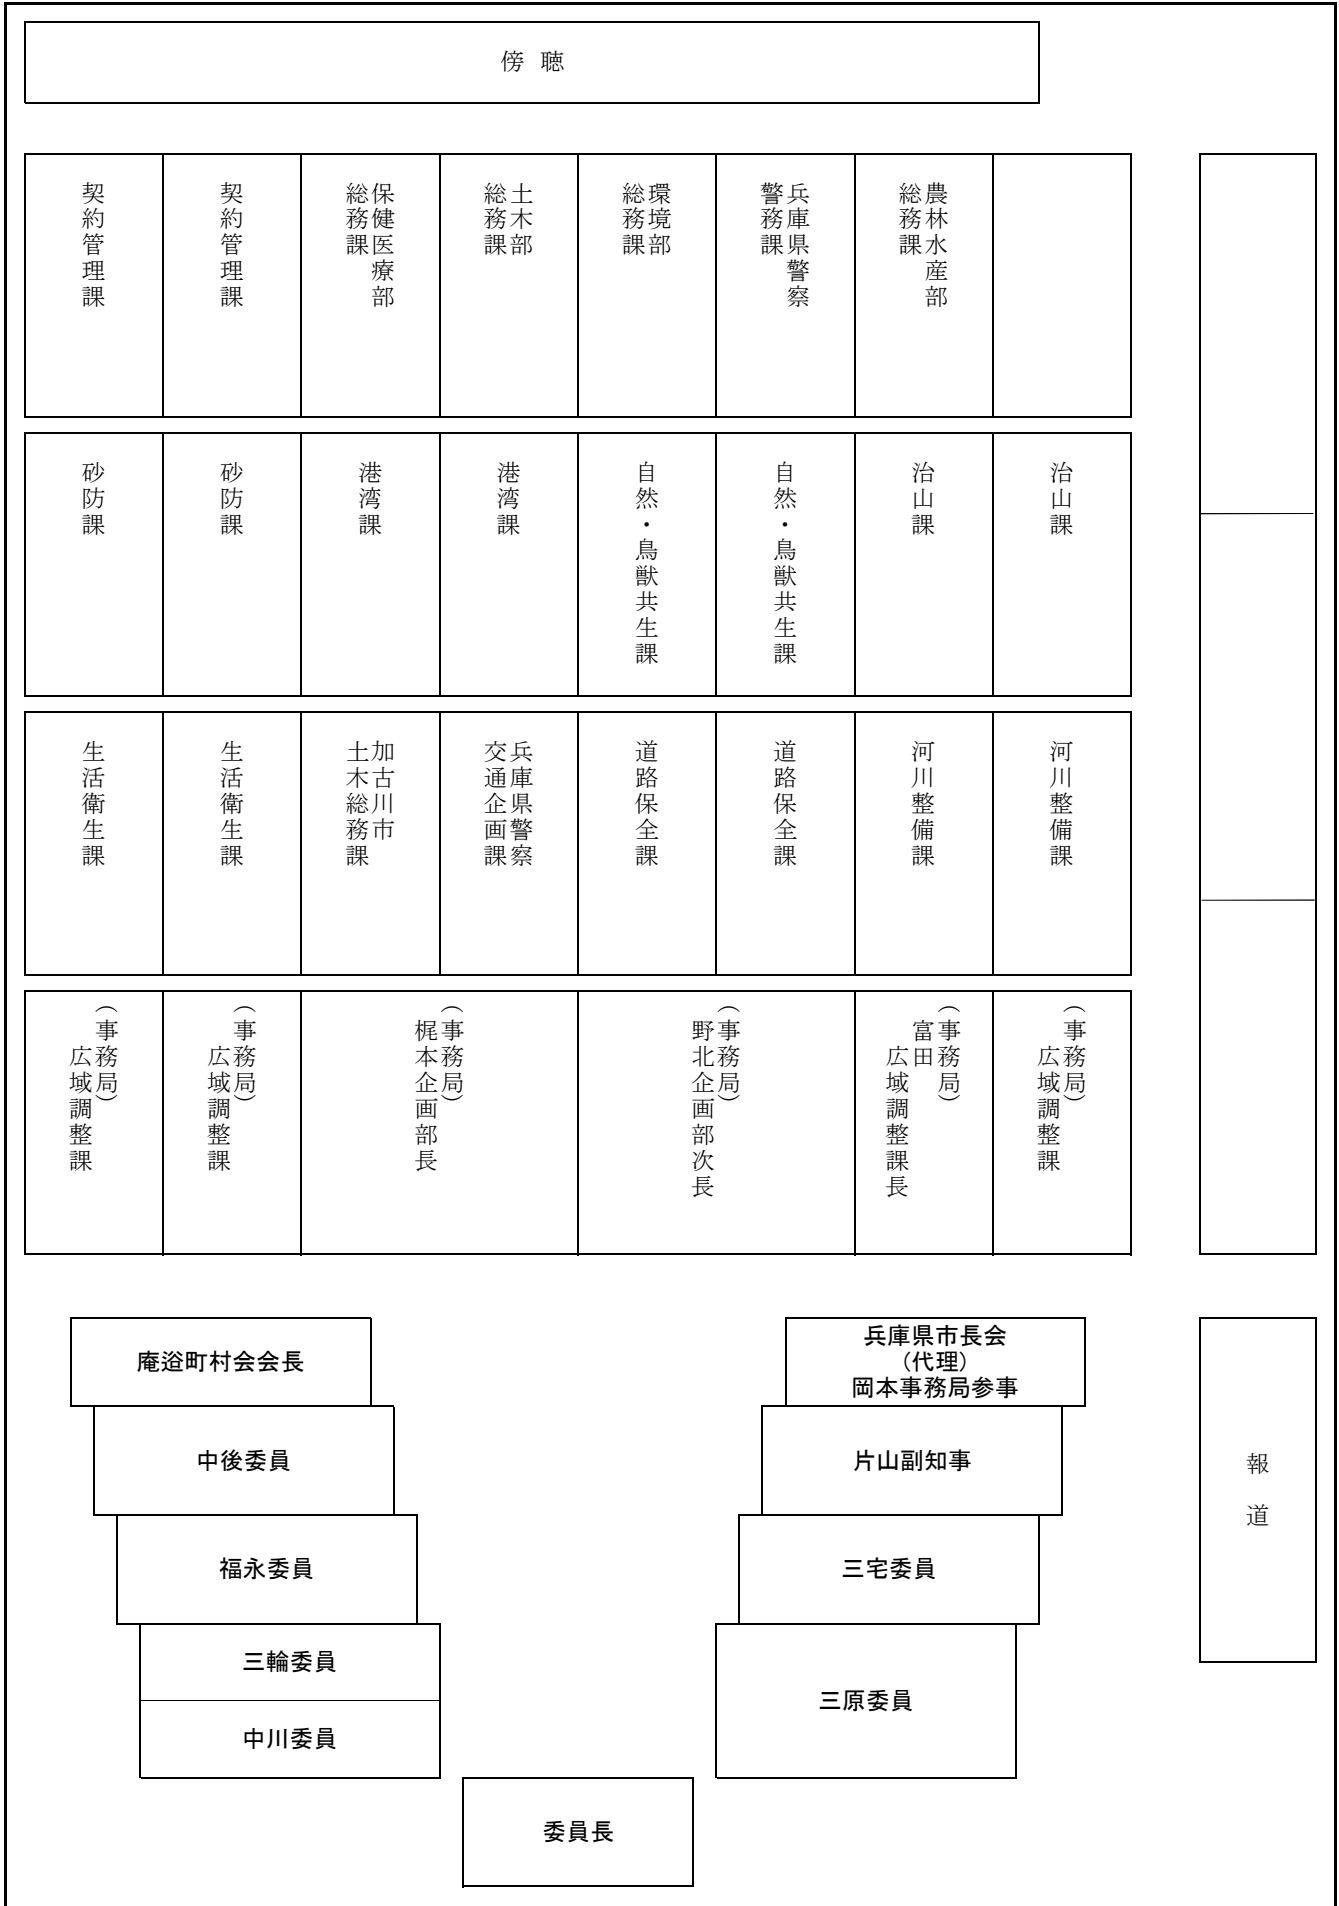 傍　聴
契約管理課
契約管理課
保健医療部
総務課
土木部
総務課
環境部
総務課
兵庫県警察
警務課
農林水産部
総務課
砂防課
砂防課
港湾課
港湾課
自然・鳥獣共生課
自然・鳥獣共生課
治山課
治山課
生活衛生課
生活衛生課
加古川市
土木総務課
兵庫県警察
交通企画課
道路保全課
道路保全課
河川整備課
河川整備課
（事務局）
広域調整課
（事務局）
広域調整課
（事務局）
梶本企画部長
（事務局）
野北企画部次長
（事務局）
富田
広域調整課長
（事務局）
広域調整課
庵逧町村会会長
兵庫県市長会
（代理）
岡本事務局参事
中後委員
片山副知事
報道
福永委員
三宅委員
三輪委員
三原委員
中川委員
委員長